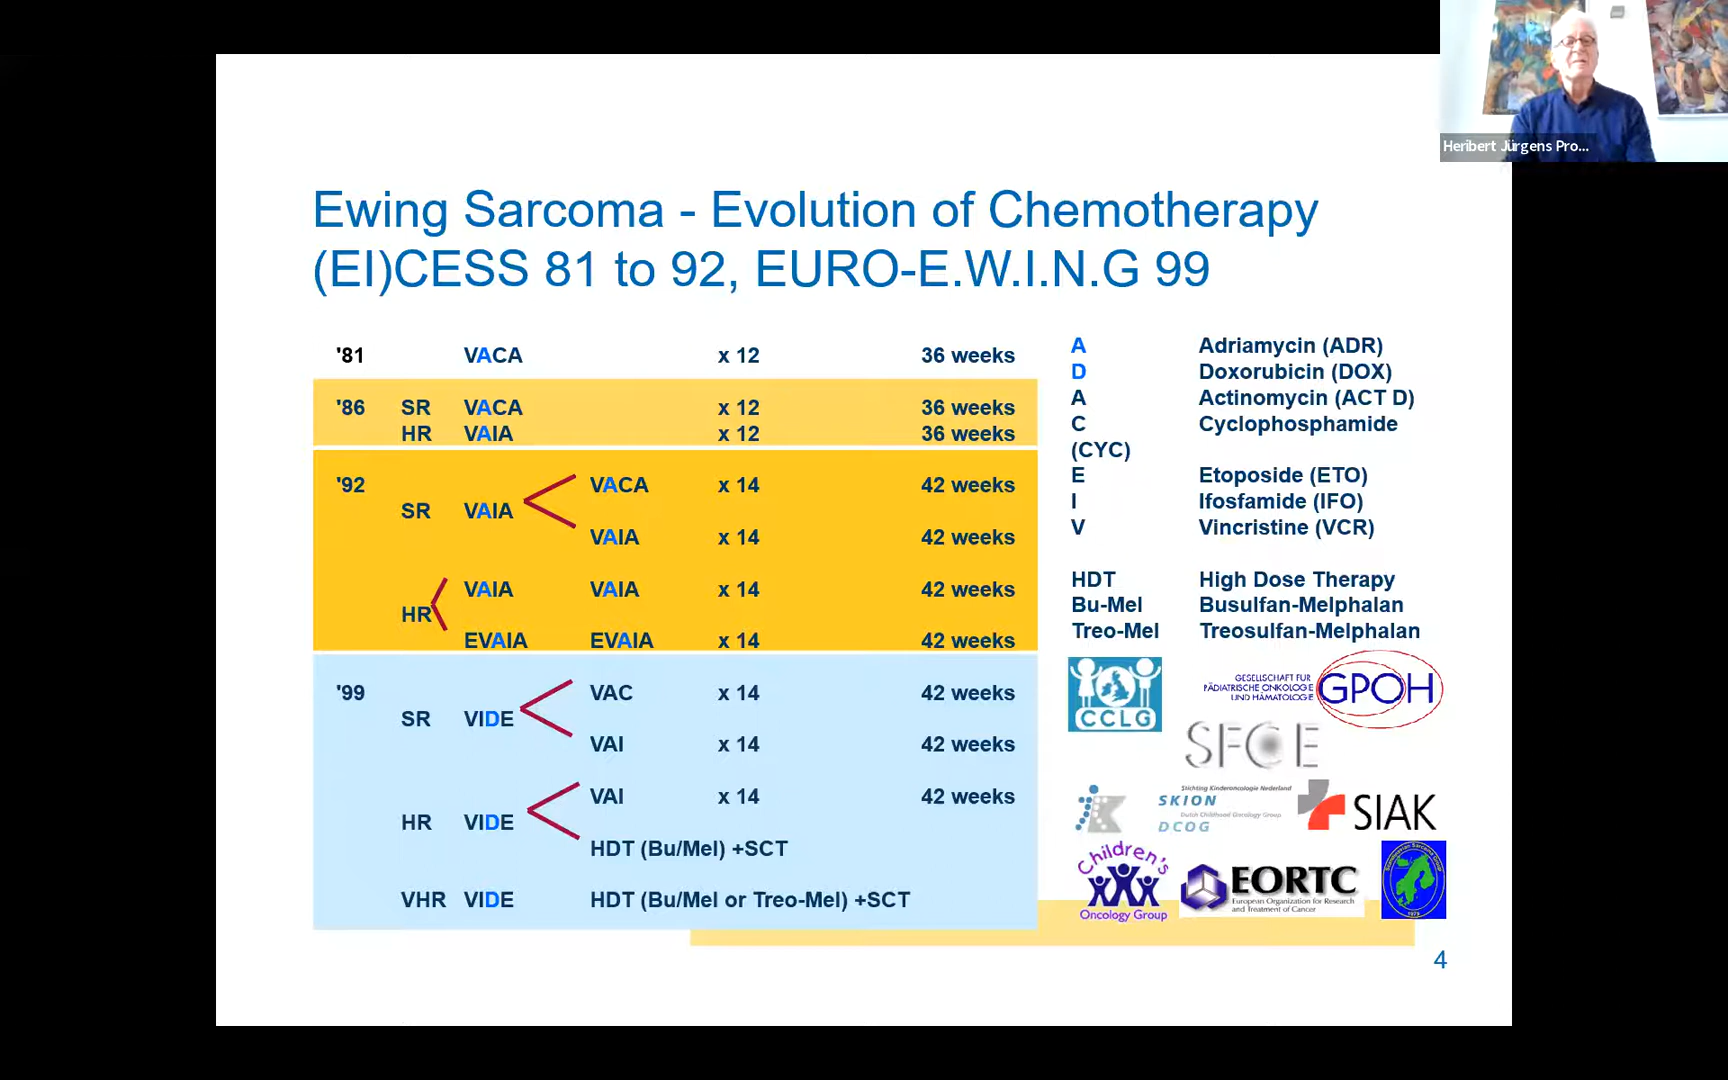 Heribert Jürgens Pro...
Ewing Sarcoma - Evolution of Chemotherapy
(EI)CESS 81 to 92, EURO-E.W.I.N.G 99
'81 VACA x 12 36 weeks
'86 SR VACA x 12 36 weeks
HR VAIA x 12 36 weeks
'92 VACA x 14 42 weeks
SR VAIA
VAIA x 14 42 weeks
VAIA VAIA x 14 42 weeks
HR
EVAIA EVAIA x 14 42 weeks
'99 VAC x 14 42 weeks
SR VIDE
VAI x 14 42 weeks
VAI x 14 42 weeks
HR VIDE
HDT (Bu/Mel) +SCT
VHR VIDE HDT (Bu/Mel or Treo-Mel) +SCT
A Adriamycin (ADR)
D Doxorubicin (DOX)
A Actinomycin (ACT D)
C Cyclophosphamide
(CYC)
E Etoposide (ETO)
I Ifosfamide (IFO)
V Vincristine (VCR)
HDT High Dose Therapy
Bu-Mel Busulfan-Melphalan
Treo-Mel Treosulfan-Melphalan
CCLG
GESELLSCHAFT FÜR
PÄDIATRISCHE ONKOLOGIE
UND HÄMATOLOGIE
GPOH
SFCE
Stichting Kinderoncologie Nederland
SKION
Dutch Childhood Oncology Group
DCOG
SIAK
Children's
Oncology Group
EORTC
European Organization for Research
and Treatment of Cancer
4